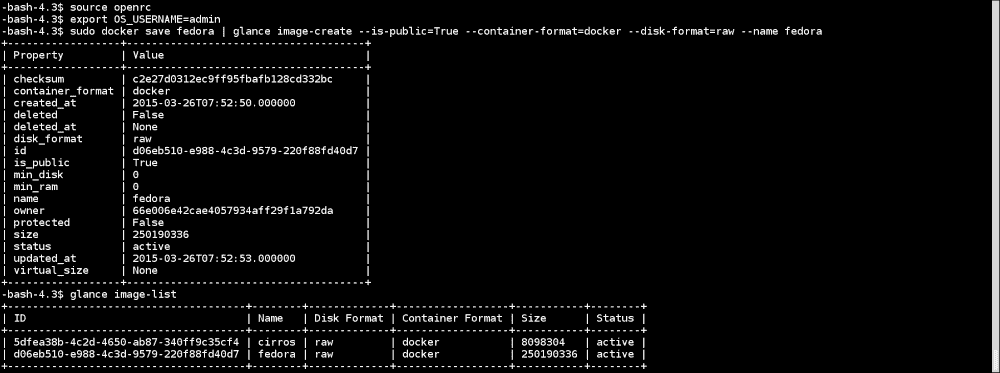 -bash-4.3$ source openrc
-bash-4.3$ export OS_USERNAME=admin
-bash-4.3$ sudo docker save fedora | glance image-create --is-public=True --container-format=docker --disk-format=raw --name fedora
+------------------+--------------------------------------+
| Property         | Value                                |
+------------------+--------------------------------------+
| checksum         | c2e27d0312ec9ff95fbafb128cd332bc     |
| container_format | docker                               |
| created_at       | 2015-03-26T07:52:50.000000           |
| deleted          | False                                |
| deleted_at       | None                                 |
| disk_format      | raw                                  |
| id               | d06eb510-e988-4c3d-9579-220f88fd40d7 |
| is_public        | True                                 |
| min_disk         | 0                                    |
| min_ram          | 0                                    |
| name             | fedora                               |
| owner            | 66e006e42cae4057934aff29f1a792da     |
| protected        | False                                |
| size             | 250190336                            |
| status           | active                               |
| updated_at       | 2015-03-26T07:52:53.000000           |
| virtual_size     | None                                 |
+------------------+--------------------------------------+
-bash-4.3$ glance image-list
+--------------------------------------+--------+-------------+------------------+-----------+--------+
| ID                                   | Name   | Disk Format | Container Format | Size      | Status |
+--------------------------------------+--------+-------------+------------------+-----------+--------+
| 5dfea38b-4c2d-4650-ab87-340ff9c35cf4 | cirros | raw         | docker           | 8098304   | active |
| d06eb510-e988-4c3d-9579-220f88fd40d7 | fedora | raw         | docker           | 250190336 | active |
+--------------------------------------+--------+-------------+------------------+-----------+--------+